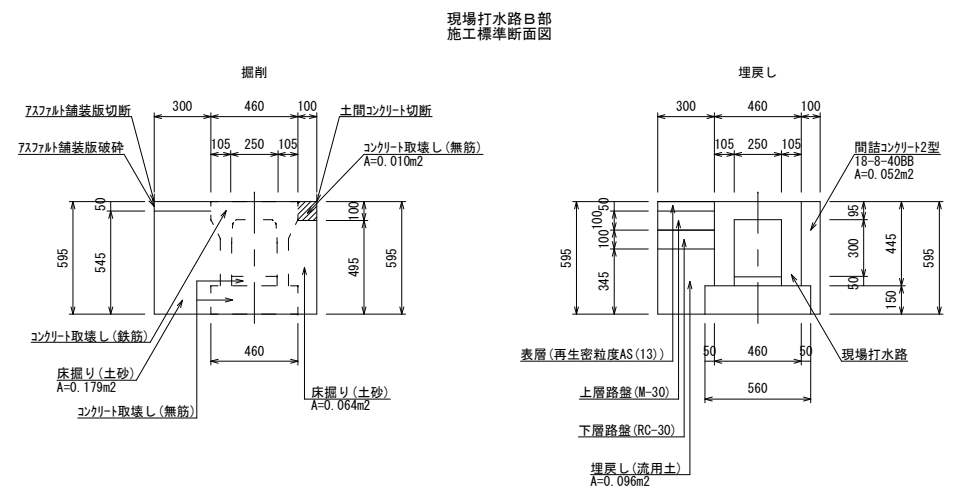 現場打水路B部
施工標準断面図
掘削
埋戻し
アスファルト舗装版切断
300
460
100
土間コンクリート切断
アスファルト舗装版破砕
105
250
105
コンクリート取壊し(無筋)
A=0.010m2
50
545
595
100
495
595
コンクリート取壊し(鉄筋)
460
床掘り(土砂)
A=0.179m2
コンクリート取壊し(無筋)
床掘り(土砂)
A=0.064m2
300
460
100
105
250
105
間詰コンクリート2型
18-8-40BB
A=0.052m2
50
100
100
345
595
95
300
50
445
150
595
表層(再生密粒度AS(13))
50
460
50
現場打水路
560
上層路盤(M-30)
下層路盤(RC-30)
埋戻し(流用土)
A=0.096m2